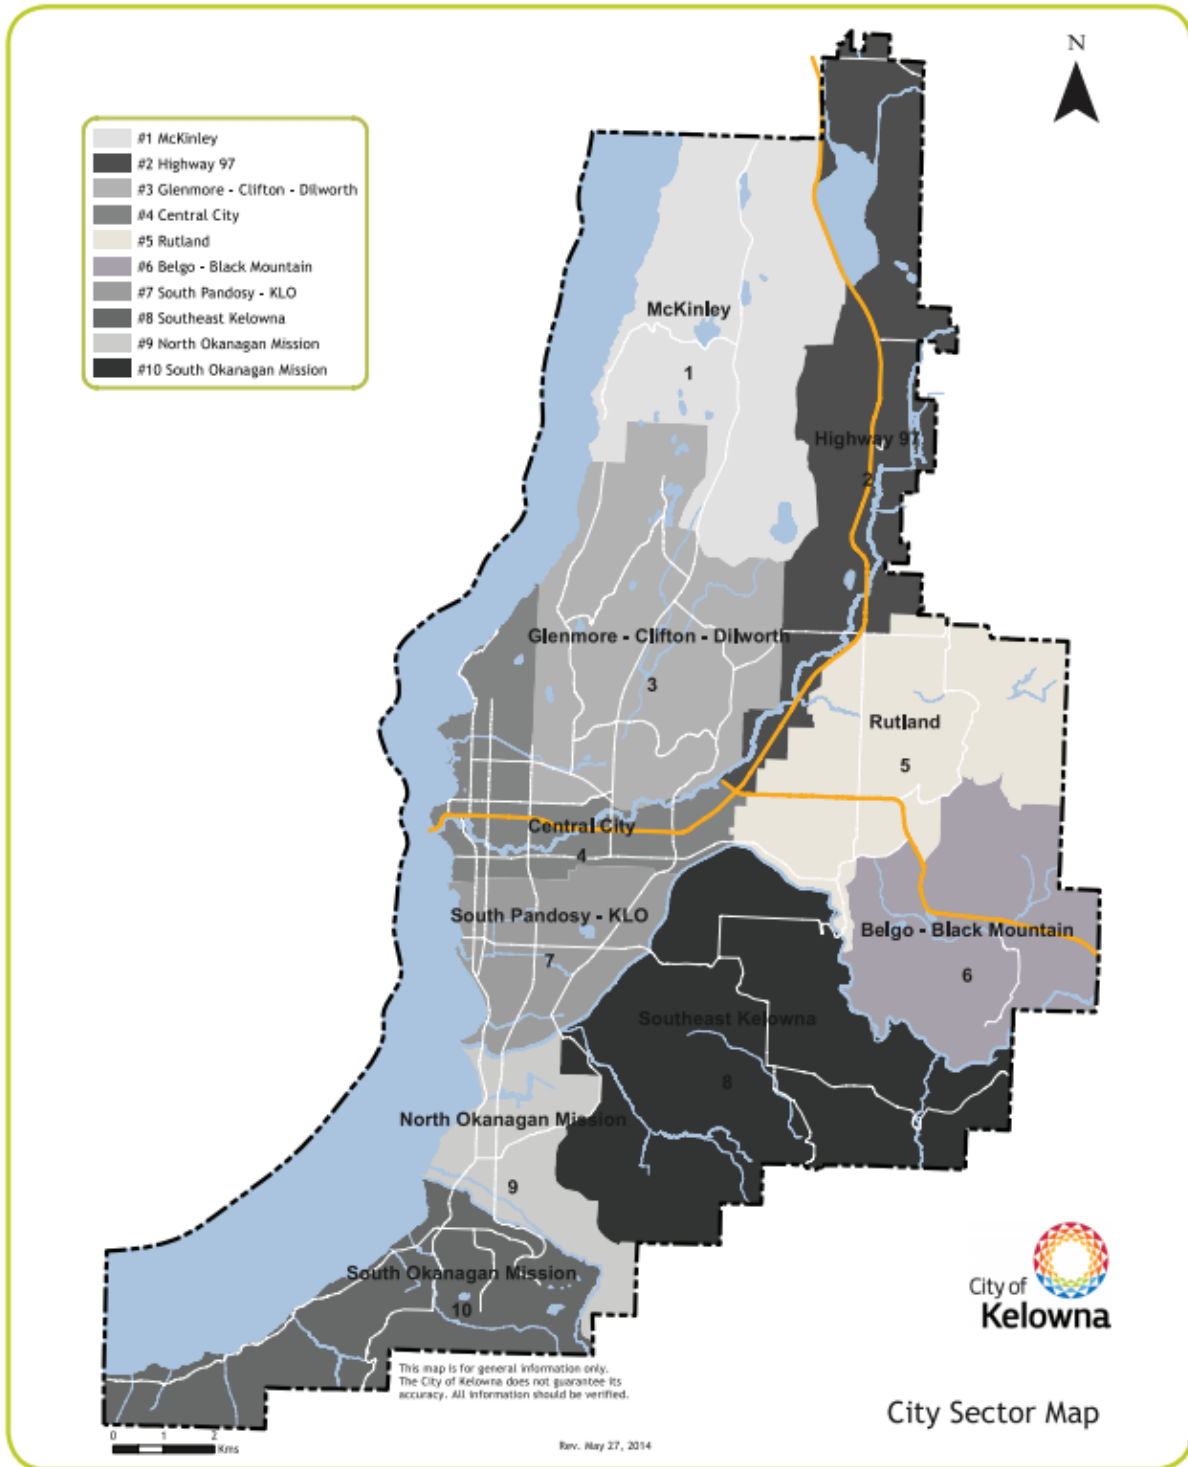 N
#1 McKinley
#2 Highway 97
#3 Glenmore - Clifton - Dilworth
#4 Central City
#5 Rutland
#6 Belgo - Black Mountain
#7 South Pandosy - KLO
#8 Southeast Kelowna
#9 North Okanagan Mission
#10 South Okanagan Mission
McKinley
1
Highway 97
2
Glenmore - Clifton - Dilworth
3
Rutland
5
Central City
4
South Pandosy - KLO
7
Belgo - Black Mountain
6
Southeast Kelowna
8
North Okanagan Mission
9
South Okanagan Mission
10
City of
Kelowna
This map is for general information only.
The City of Kelowna does not guarantee its
accuracy. All information should be verified.
City Sector Map
0 1 2
Kms
Rev. May 27, 2014